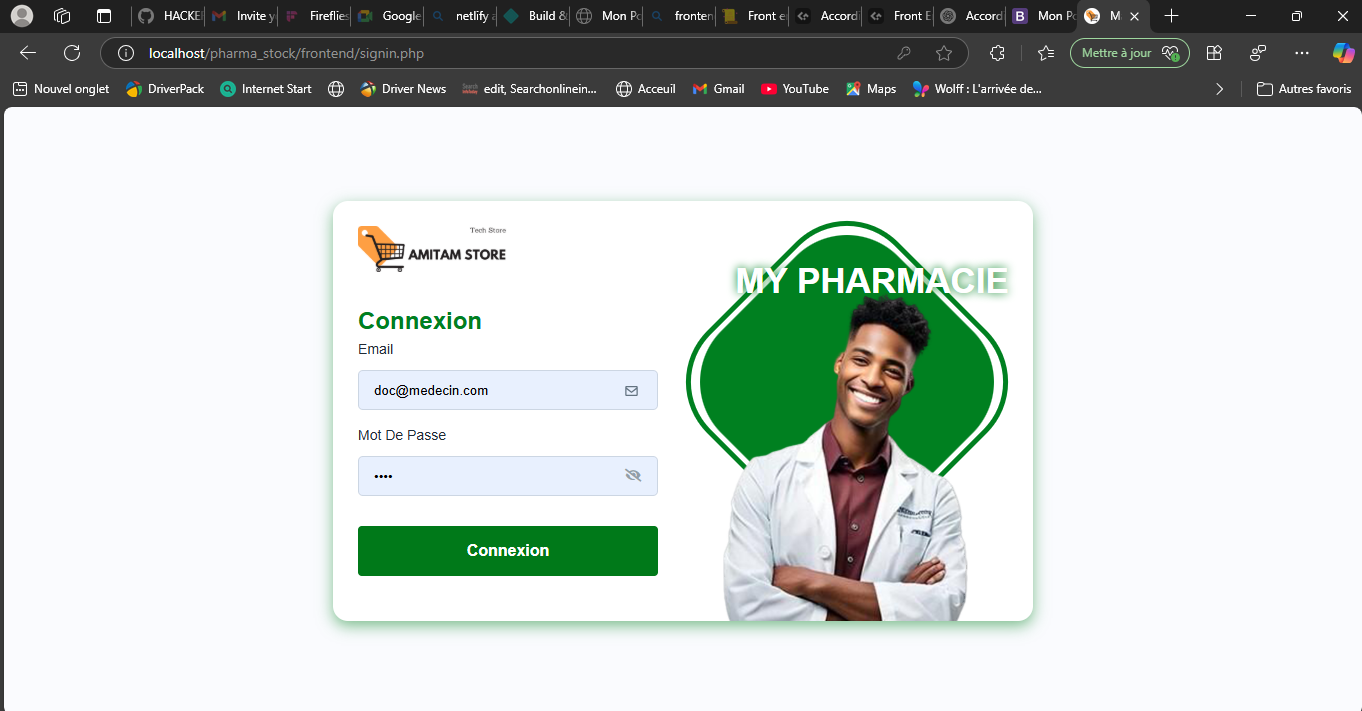 HACKE
Invite y
Fireflies
Google
netlify a
Build &
Mon Po
fronten
Front e
Accord
Front E
Accord
Mon Po
M
localhost/pharma_stock/frontend/signin.php
Mettre à jour
Nouvel onglet
DriverPack
Internet Start
Driver News
edit, Searchonlinein...
Acceuil
Gmail
YouTube
Maps
Wolff : L'arrivée de...
Autres favoris
Tech Store
AMITAM STORE
MY PHARMACIE
Connexion
Email
doc@medecin.com
Mot De Passe
••••
Connexion